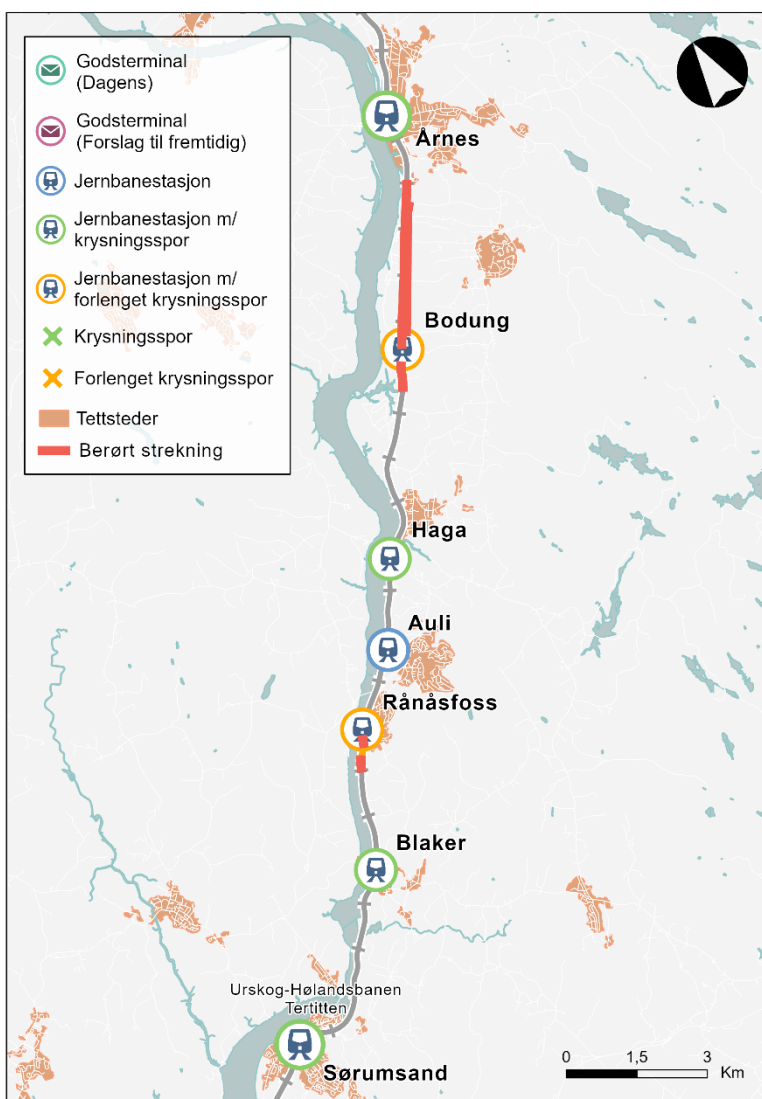 Godsterminal
(Dagens)
Godsterminal
(Forslag til fremtidig)
Jernbanestasjon
Jernbanestasjon m/
krysningsspor
Jernbanestasjon m/
forlenget krysningsspor
Krysningsspor
Forlenget krysningsspor
Tettsteder
Berørt strekning
Årnes
Bodung
Haga
Auli
Rånåsfoss
Blaker
Urskog-Hølandsbanen
Tertitten
Sørumsand
0 1,5 3
Km